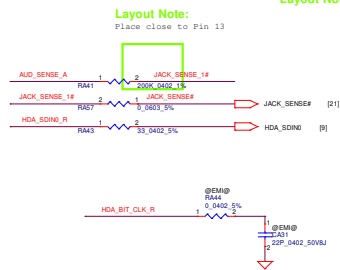 Layout No
Layout Note:
Place close to Pin 13
AUD_SENSE_A 1 2 JACK_SENSE_1#
RA41 200K_0402_1%
JACK_SENSE_1# 1 2 JACK_SENSE#
RA57 0_0603_5% JACK_SENSE# [21]
HDA_SDIN0_R 1 2
RA43 33_0402_5% HDA_SDIN0 [9]
@EMI@
RA44
0_0402_5%
HDA_BIT_CLK_R 1 2
1
@EMI@
CA31
22P_0402_50V8J
2